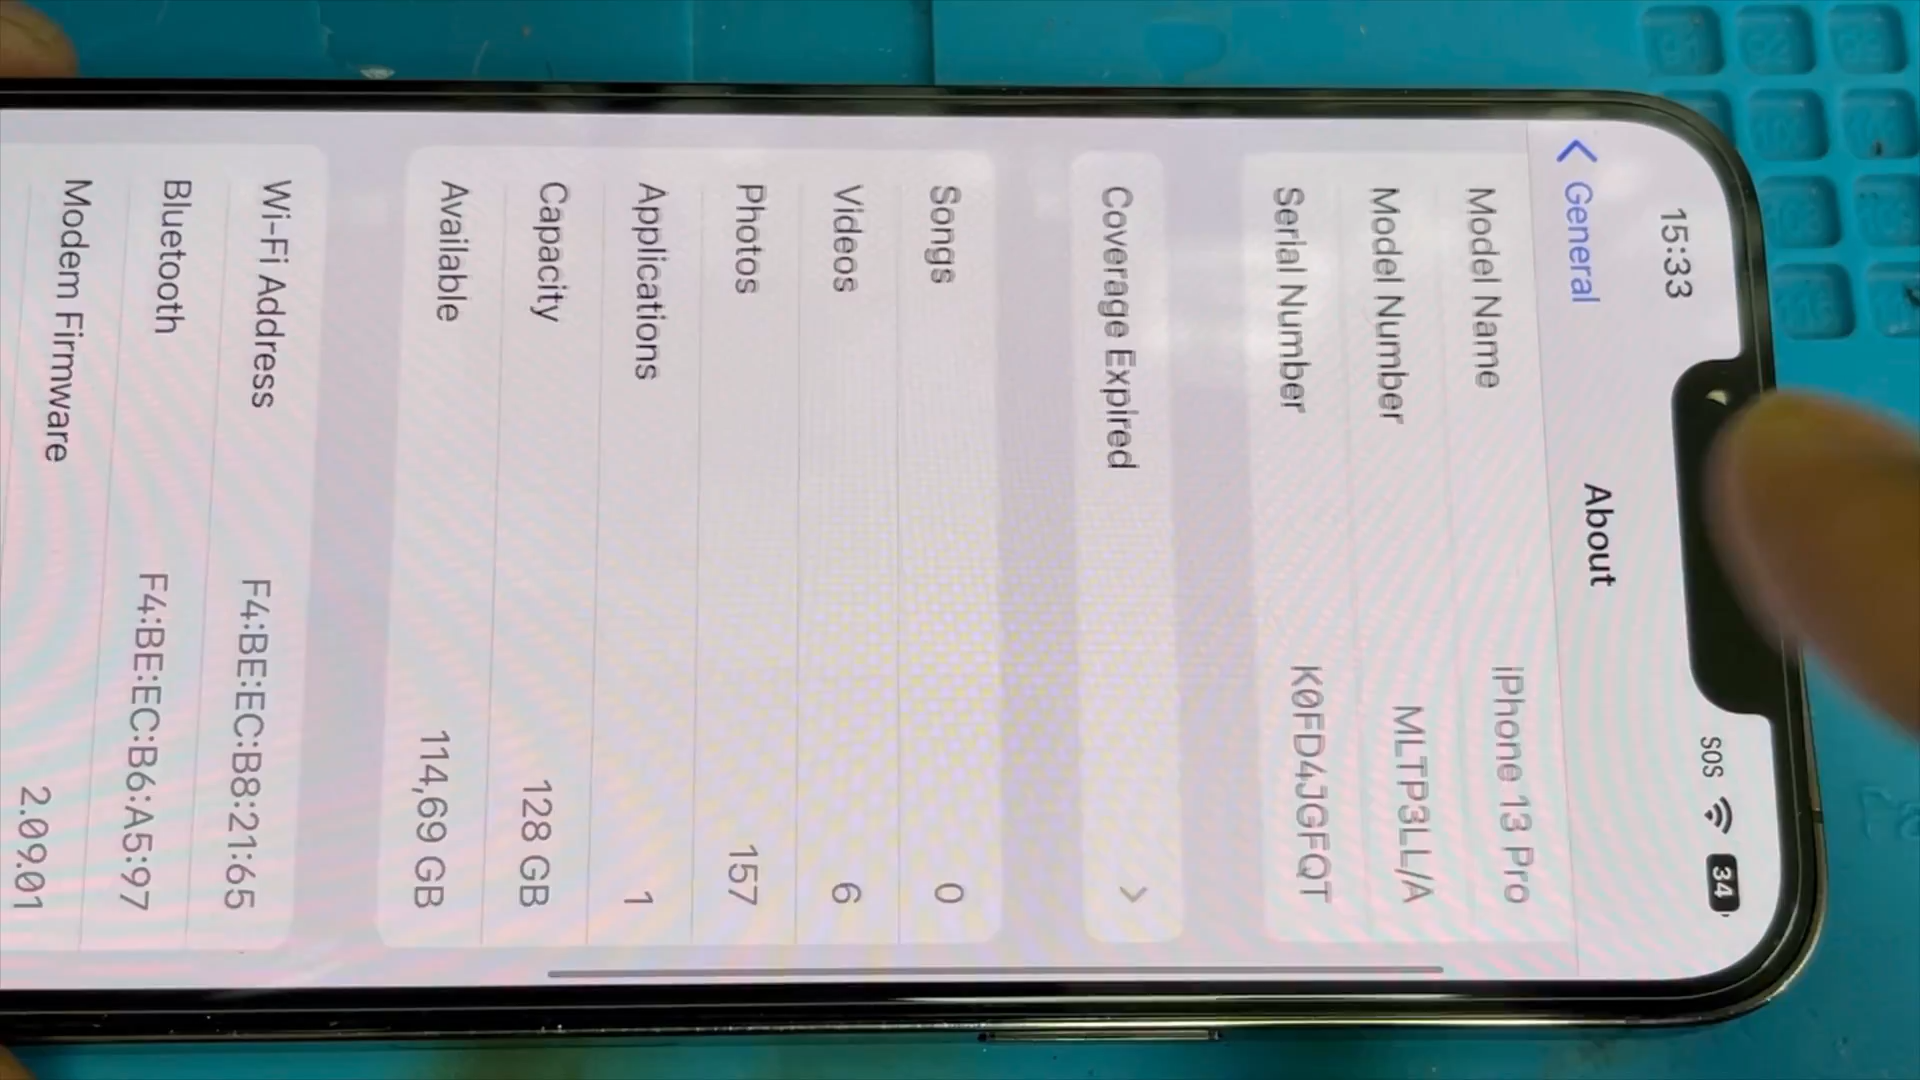 15:33
SOS
34
General
About
Model Name iPhone 13 Pro
Model Number MLTP3LL/A
Serial Number K0FD4JGFQT
Coverage Expired
Songs 0
Videos 6
Photos 157
Applications 1
Capacity 128 GB
Available 114,69 GB
Wi-Fi Address F4:BE:EC:B8:21:65
Bluetooth F4:BE:EC:B6:A5:97
Modem Firmware 2.09.01